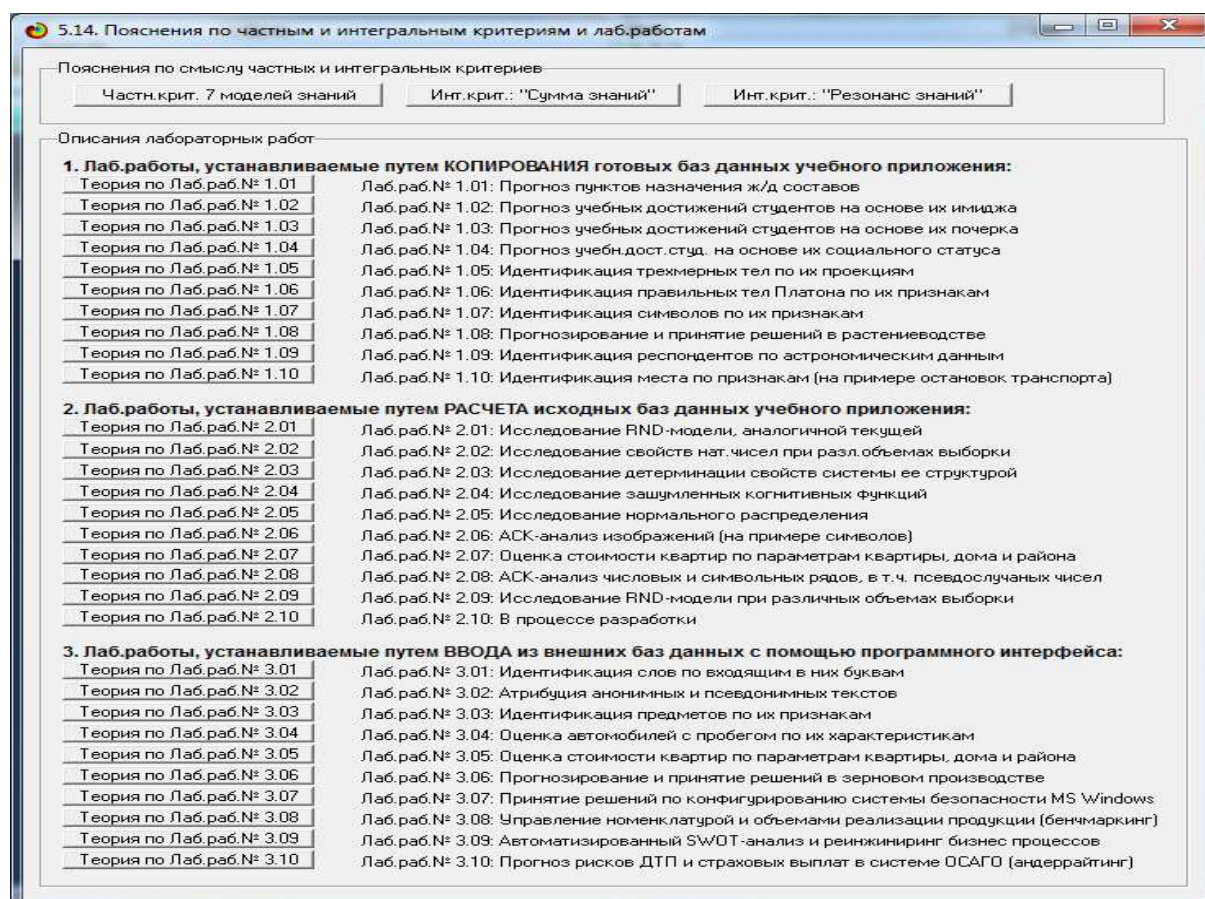 5.14. Пояснения по частным и интегральным критериям и лаб.работам
Пояснения по смыслу частных и интегральных критериев
Частн.крит. 7 моделей знаний Инт.крит.: "Сумма знаний" Инт.крит.: "Резонанс знаний"
Описания лабораторных работ
1. Лаб.работы, устанавливаемые путем КОПИРОВАНИЯ готовых баз данных учебного приложения:
Теория по Лаб.раб.№ 1.01 Лаб.раб.№ 1.01: Прогноз пунктов назначения ж/д составов
Теория по Лаб.раб.№ 1.02 Лаб.раб.№ 1.02: Прогноз учебных достижений студентов на основе их имиджа
Теория по Лаб.раб.№ 1.03 Лаб.раб.№ 1.03: Прогноз учебных достижений студентов на основе их почерка
Теория по Лаб.раб.№ 1.04 Лаб.раб.№ 1.04: Прогноз учебн.дост.студ. на основе их социального статуса
Теория по Лаб.раб.№ 1.05 Лаб.раб.№ 1.05: Идентификация трехмерных тел по их проекциям
Теория по Лаб.раб.№ 1.06 Лаб.раб.№ 1.06: Идентификация правильных тел Платона по их признакам
Теория по Лаб.раб.№ 1.07 Лаб.раб.№ 1.07: Идентификация символов по их признакам
Теория по Лаб.раб.№ 1.08 Лаб.раб.№ 1.08: Прогнозирование и принятие решений в растениеводстве
Теория по Лаб.раб.№ 1.09 Лаб.раб.№ 1.09: Идентификация респондентов по астрономическим данным
Теория по Лаб.раб.№ 1.10 Лаб.раб.№ 1.10: Идентификация места по признакам (на примере остановок транспорта)
2. Лаб.работы, устанавливаемые путем РАСЧЕТА исходных баз данных учебного приложения:
Теория по Лаб.раб.№ 2.01 Лаб.раб.№ 2.01: Исследование RND-модели, аналогичной текущей
Теория по Лаб.раб.№ 2.02 Лаб.раб.№ 2.02: Исследование свойств нат.чисел при разл.объемах выборки
Теория по Лаб.раб.№ 2.03 Лаб.раб.№ 2.03: Исследование детерминации свойств системы ее структурой
Теория по Лаб.раб.№ 2.04 Лаб.раб.№ 2.04: Исследование зашумленных когнитивных функций
Теория по Лаб.раб.№ 2.05 Лаб.раб.№ 2.05: Исследование нормального распределения
Теория по Лаб.раб.№ 2.06 Лаб.раб.№ 2.06: АСК-анализ изображений (на примере символов)
Теория по Лаб.раб.№ 2.07 Лаб.раб.№ 2.07: Оценка стоимости квартир по параметрам квартиры, дома и района
Теория по Лаб.раб.№ 2.08 Лаб.раб.№ 2.08: АСК-анализ числовых и символьных рядов, в т.ч. псевдослучаных чисел
Теория по Лаб.раб.№ 2.09 Лаб.раб.№ 2.09: Исследование RND-модели при различных объемах выборки
Теория по Лаб.раб.№ 2.10 Лаб.раб.№ 2.10: В процессе разработки
3. Лаб.работы, устанавливаемые путем ВВОДА из внешних баз данных с помощью программного интерфейса:
Теория по Лаб.раб.№ 3.01 Лаб.раб.№ 3.01: Идентификация слов по входящим в них буквам
Теория по Лаб.раб.№ 3.02 Лаб.раб.№ 3.02: Атрибуция анонимных и псевдонимных текстов
Теория по Лаб.раб.№ 3.03 Лаб.раб.№ 3.03: Идентификация предметов по их признакам
Теория по Лаб.раб.№ 3.04 Лаб.раб.№ 3.04: Оценка автомобилей с пробегом по их характеристикам
Теория по Лаб.раб.№ 3.05 Лаб.раб.№ 3.05: Оценка стоимости квартир по параметрам квартиры, дома и района
Теория по Лаб.раб.№ 3.06 Лаб.раб.№ 3.06: Прогнозирование и принятие решений в зерновом производстве
Теория по Лаб.раб.№ 3.07 Лаб.раб.№ 3.07: Принятие решений по конфигурированию системы безопасности MS Windows
Теория по Лаб.раб.№ 3.08 Лаб.раб.№ 3.08: Управление номенклатурой и объемами реализации продукции (бенчмаркинг)
Теория по Лаб.раб.№ 3.09 Лаб.раб.№ 3.09: Автоматизированный SWOT-анализ и реинжиниринг бизнес процессов
Теория по Лаб.раб.№ 3.10 Лаб.раб.№ 3.10: Прогноз рисков ДТП и страховых выплат в системе ОСАГО (андеррайтинг)